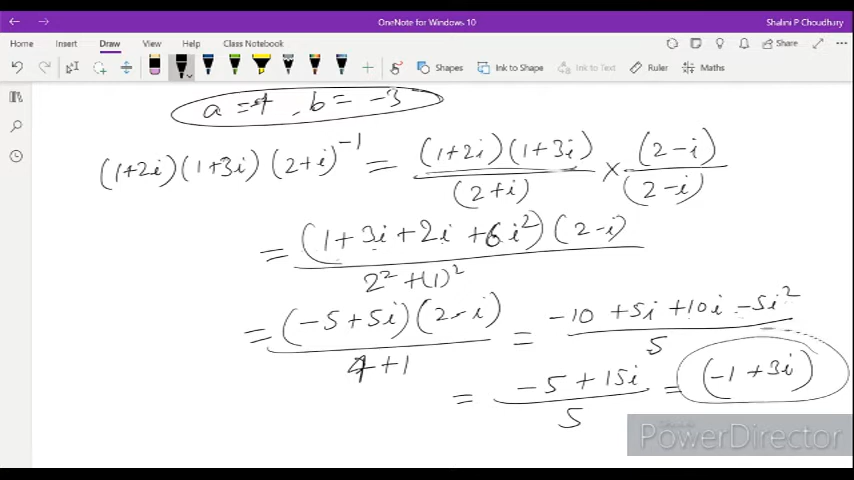 OneNote for Windows 10
Shalini P Choudhary
Home Insert Draw View Help Class Notebook Share
Shapes Ink to Shape Ink to Text Ruler Maths
a = 4 , b = -3
(1+2i)(1+3i)(2+i)^-1 = (1+2i)(1+3i) / (2+i) × (2-i) / (2-i)
= (1+3i+2i+6i²)(2-i) / 2²+(1)²
= (-5+5i)(2-i) / 4+1 = -10+5i+10i-5i² / 5
= -5+15i / 5 = (-1+3i)
PowerDirector